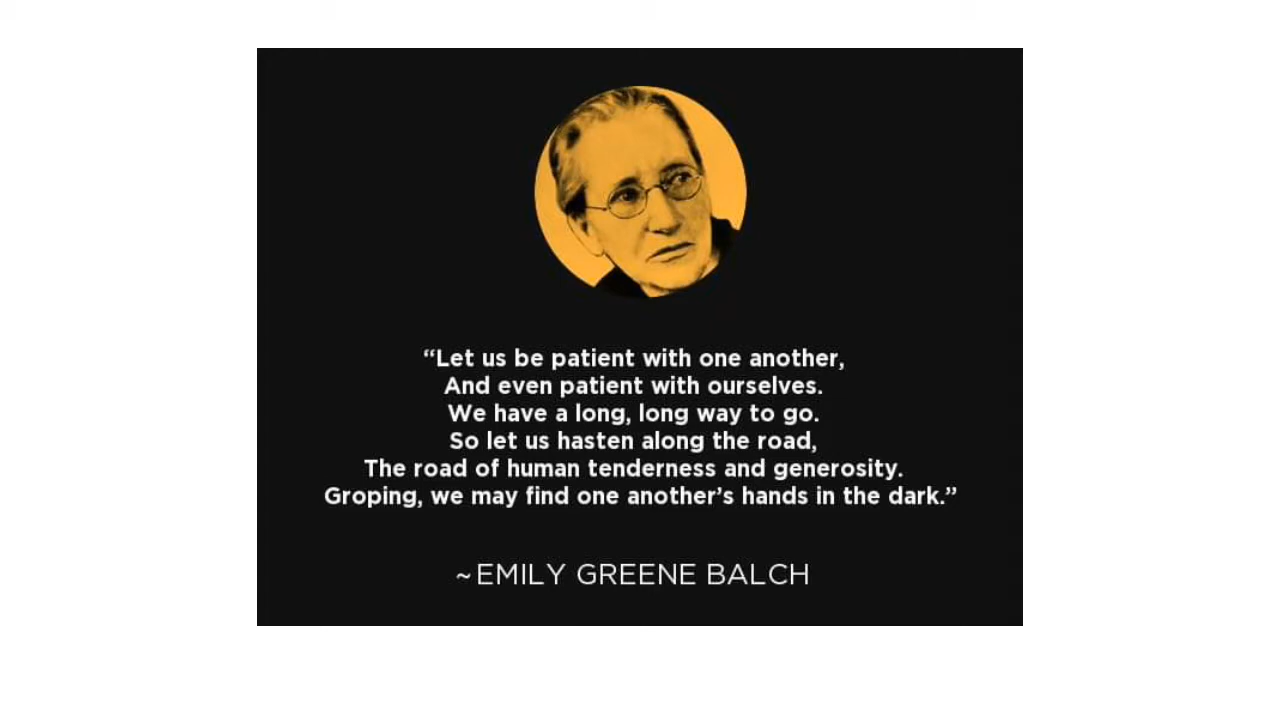 “Let us be patient with one another,
And even patient with ourselves.
We have a long, long way to go.
So let us hasten along the road,
The road of human tenderness and generosity.
Groping, we may find one another’s hands in the dark.”
~ EMILY GREENE BALCH